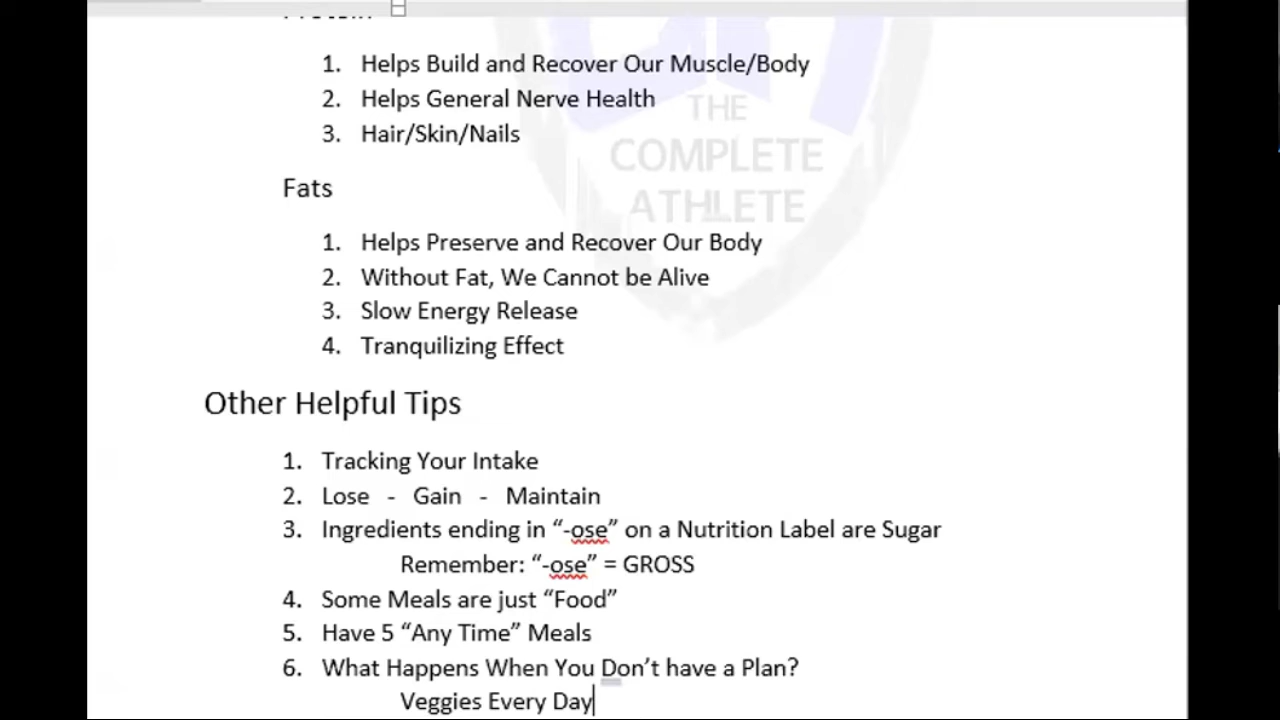 1. Helps Build and Recover Our Muscle/Body
2. Helps General Nerve Health
3. Hair/Skin/Nails
THE
COMPLETE
ATHLETE
Fats
1. Helps Preserve and Recover Our Body
2. Without Fat, We Cannot be Alive
3. Slow Energy Release
4. Tranquilizing Effect
Other Helpful Tips
1. Tracking Your Intake
2. Lose - Gain - Maintain
3. Ingredients ending in “-ose” on a Nutrition Label are Sugar
Remember: “-ose” = GROSS
4. Some Meals are just “Food”
5. Have 5 “Any Time” Meals
6. What Happens When You Don’t have a Plan?
Veggies Every Day